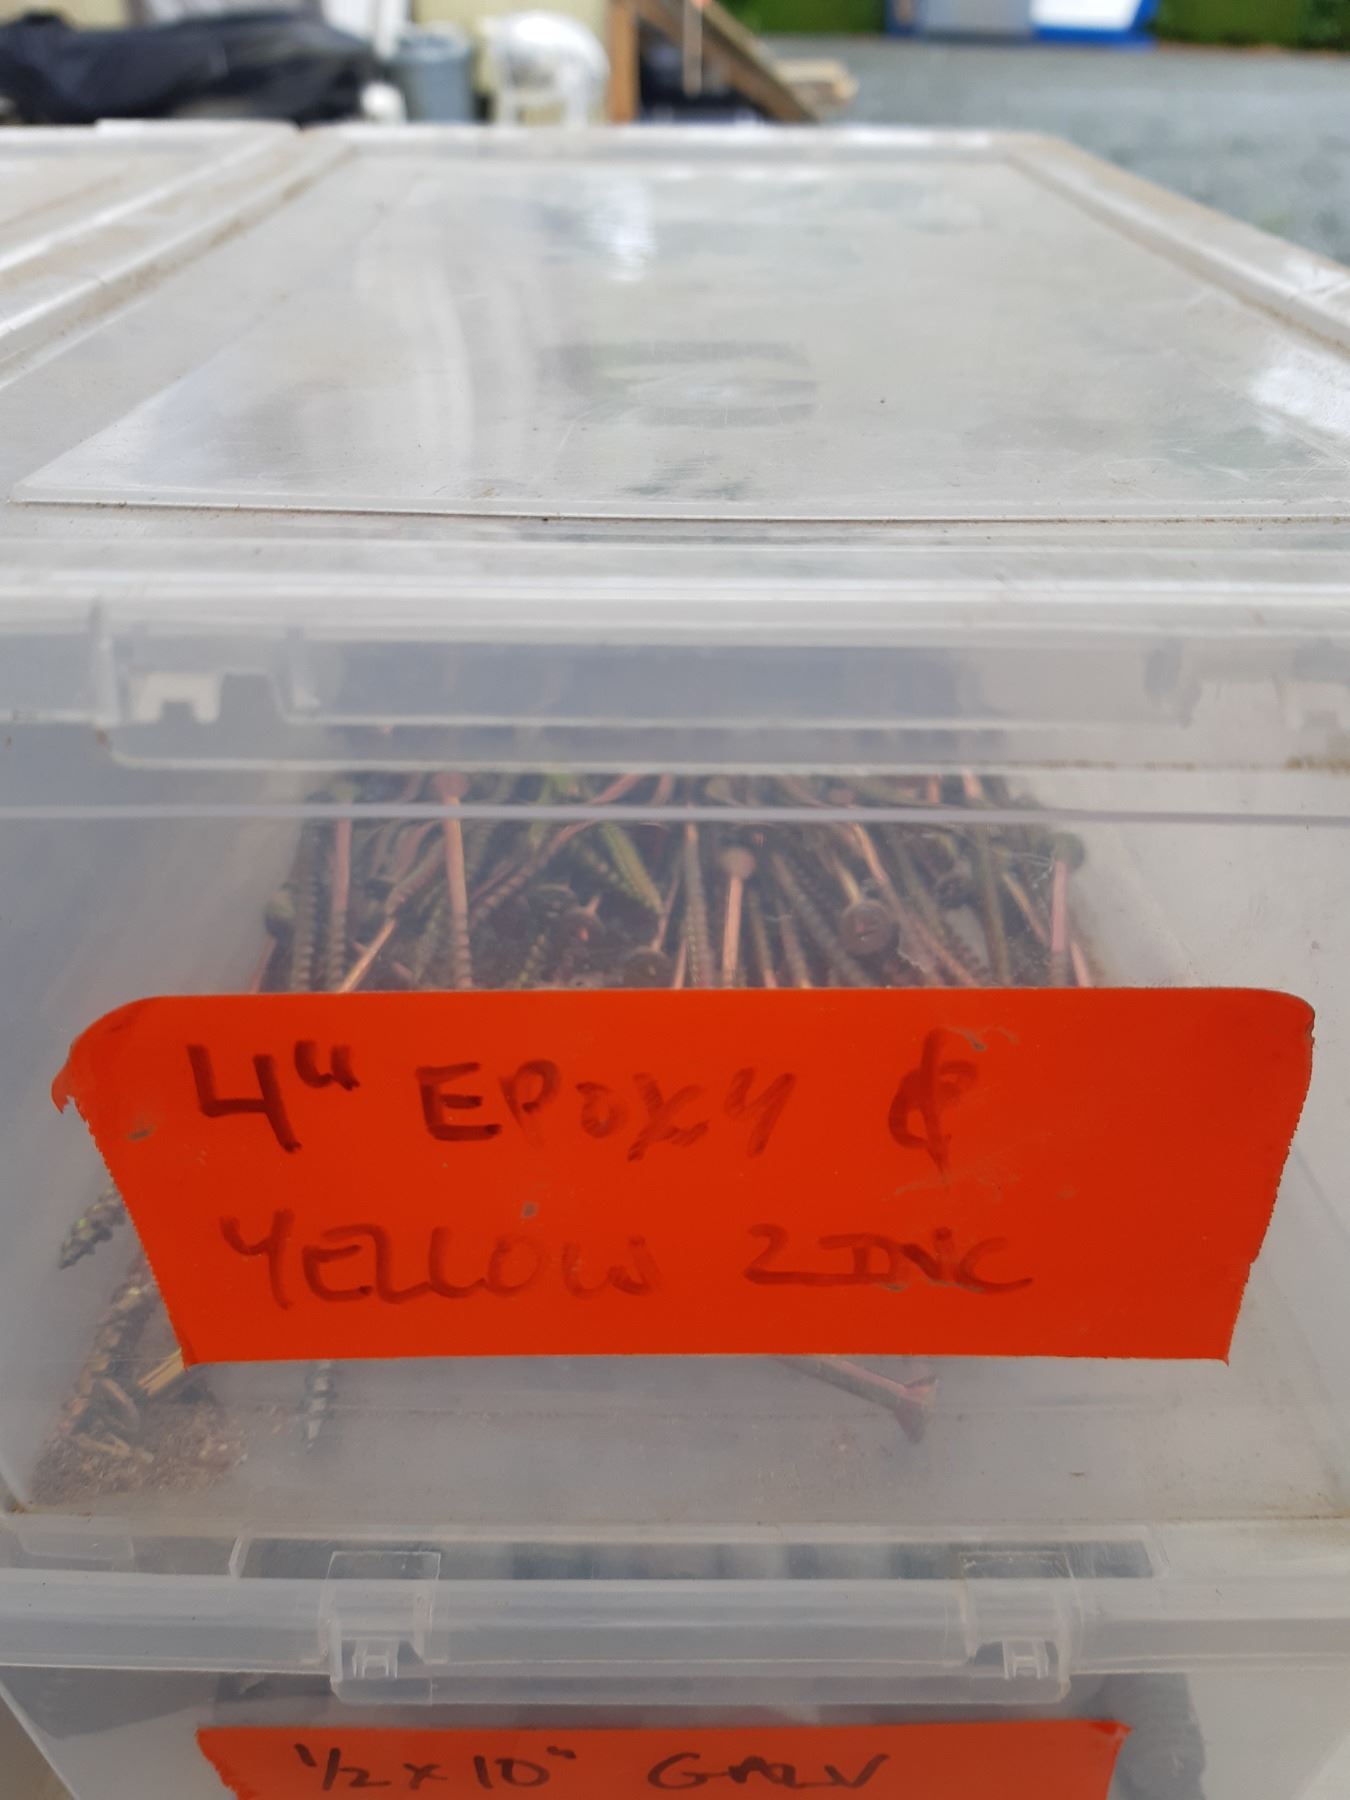 4" EPOXY &
YELLOW ZINC
1/2 x 10" GALV